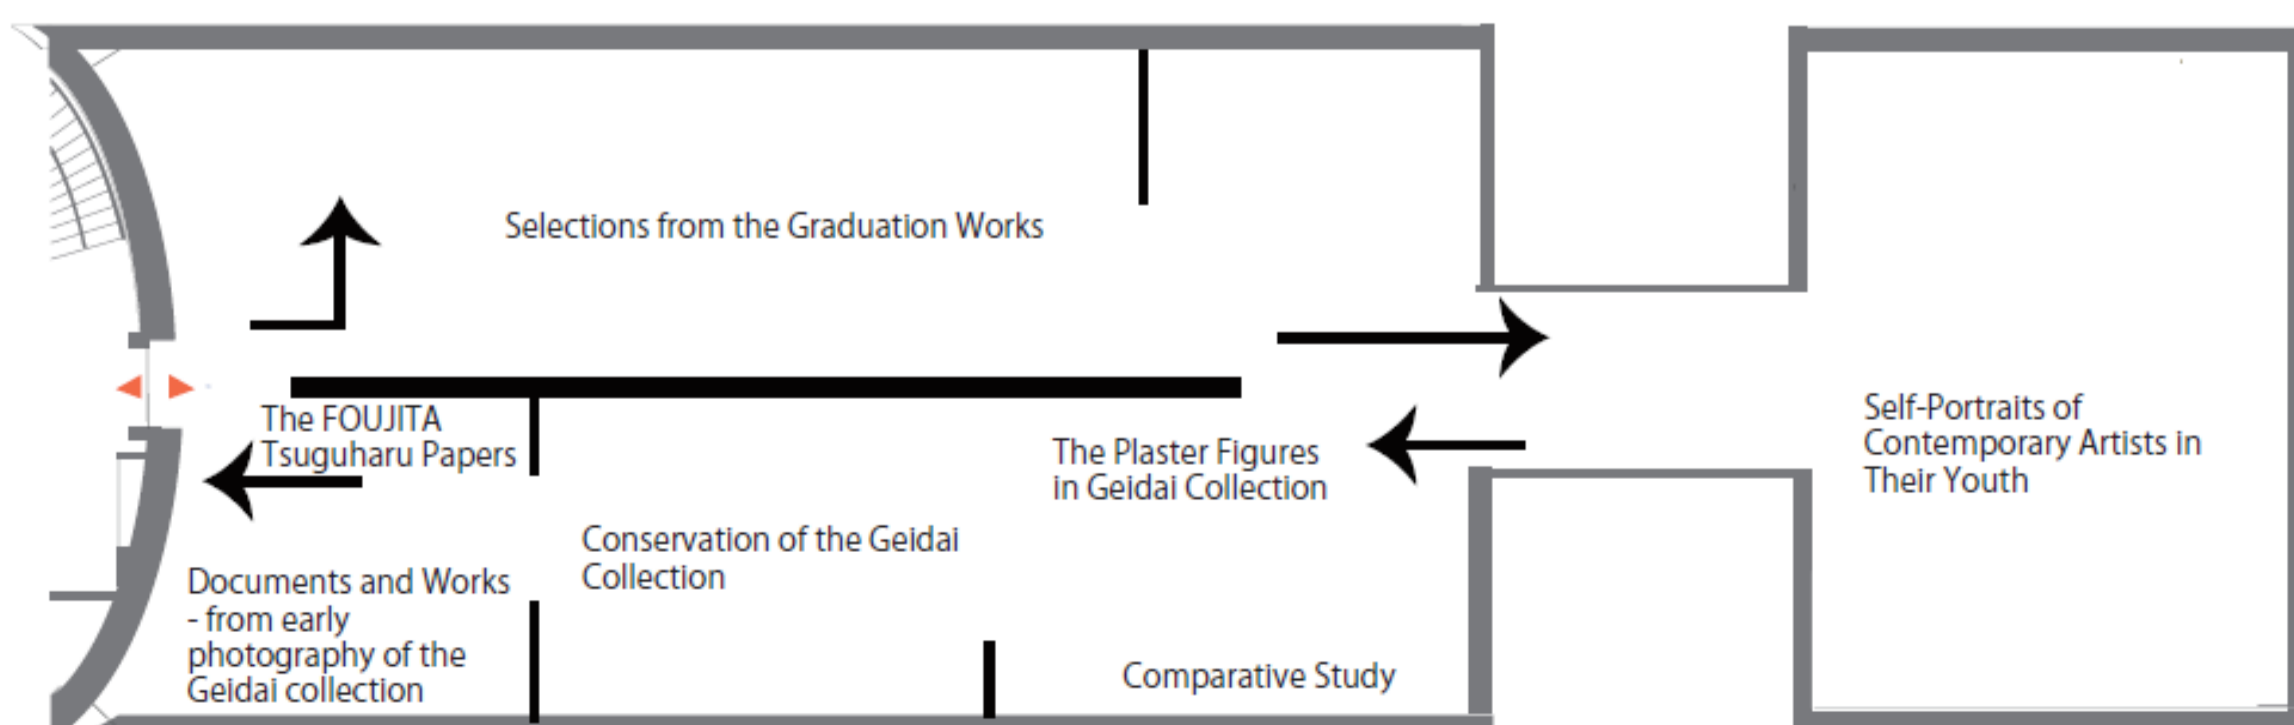 Selections from the Graduation Works
The FOUJITA
Tsuguharu Papers
The Plaster Figures
in Geidai Collection
Self-Portraits of
Contemporary Artists in
Their Youth
Conservation of the Geidai
Collection
Documents and Works
- from early
photography of the
Geidai collection
Comparative Study